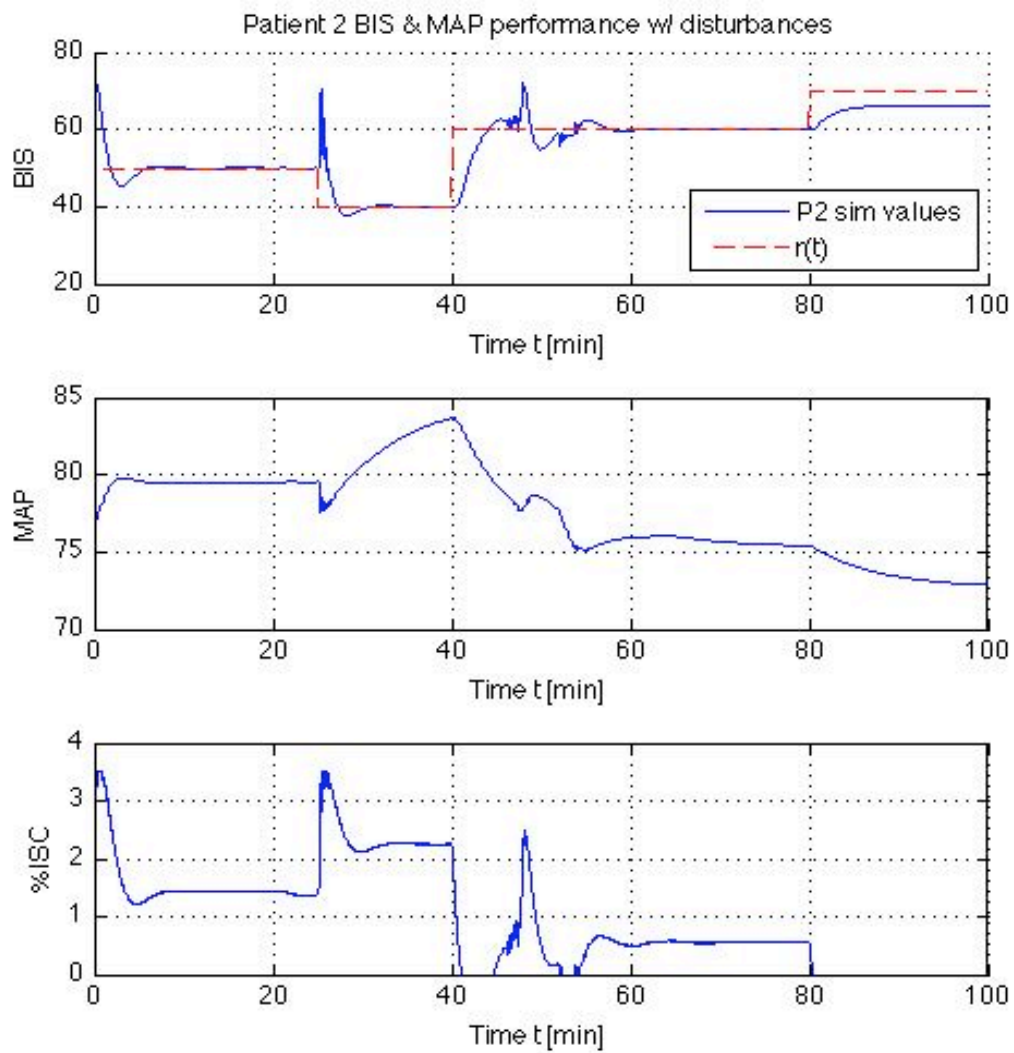 Patient 2 BIS & MAP performance w/ disturbances
80
60
40
20
BIS
P2 sim values
r(t)
0 20 40 60 80 100
Time t [min]
85
80
75
70
MAP
0 20 40 60 80 100
Time t [min]
4
3
2
1
0
%ISC
0 20 40 60 80 100
Time t [min]